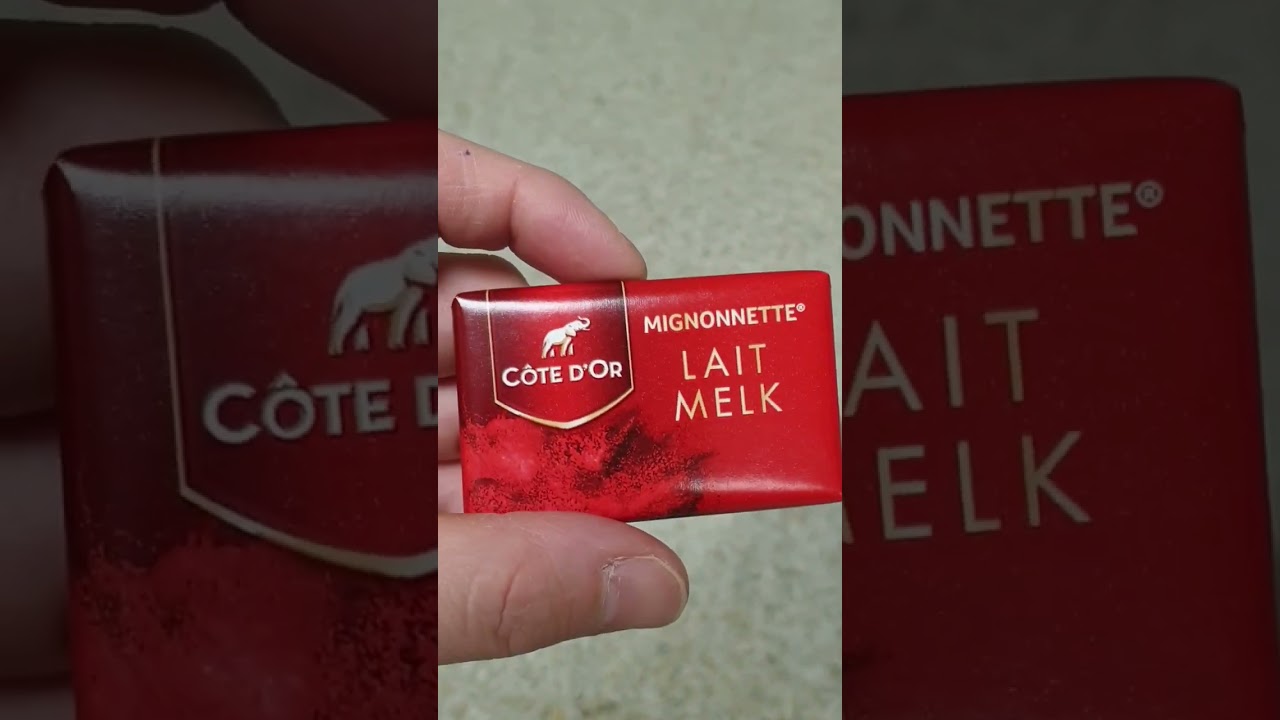 CÔTE D'OR
MIGNONNETTE®
LAIT
MELK